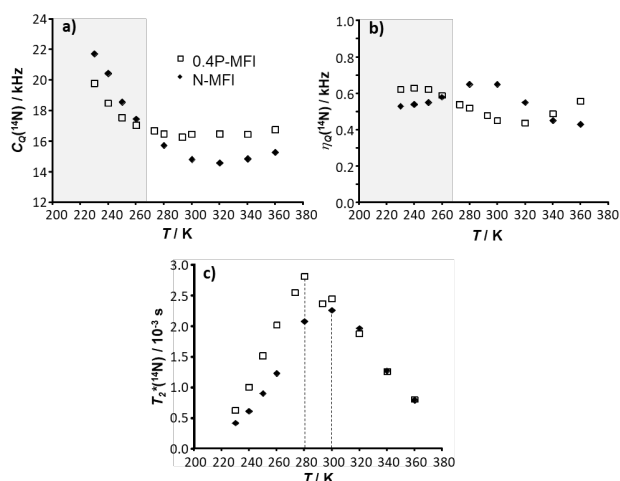 a)
24
22
20
18
16
14
12
C_Q(¹⁴N) / kHz
□ 0.4P-MFI
◆ N-MFI
200 220 240 260 280 300 320 340 360 380
T / K
b)
1.0
0.8
0.6
0.4
0.2
0.0
η_Q(¹⁴N) / kHz
200 220 240 260 280 300 320 340 360 380
T / K
c)
3.0
2.5
2.0
1.5
1.0
0.5
0.0
T₂*(¹⁴N) / 10⁻³ s
200 220 240 260 280 300 320 340 360 380
T / K